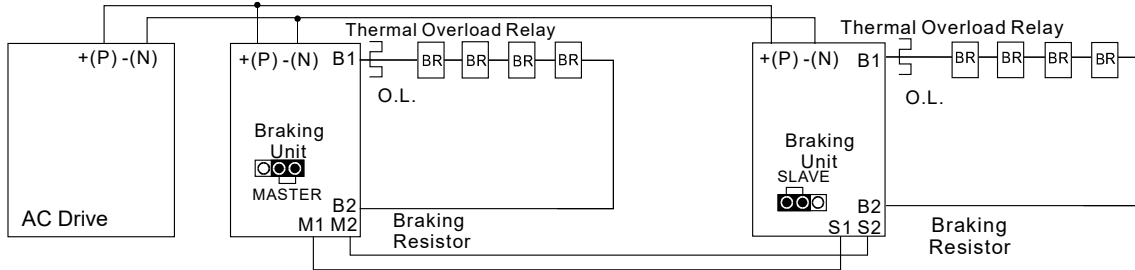 +(P) -(N)
AC Drive
+(P) -(N)
B1
Thermal Overload Relay
BR BR BR BR
O.L.
Braking
Unit
MASTER
B2
M1 M2
Braking
Resistor
+(P) -(N)
B1
Thermal Overload Relay
BR BR BR BR
O.L.
Braking
Unit
SLAVE
B2
S1 S2
Braking
Resistor